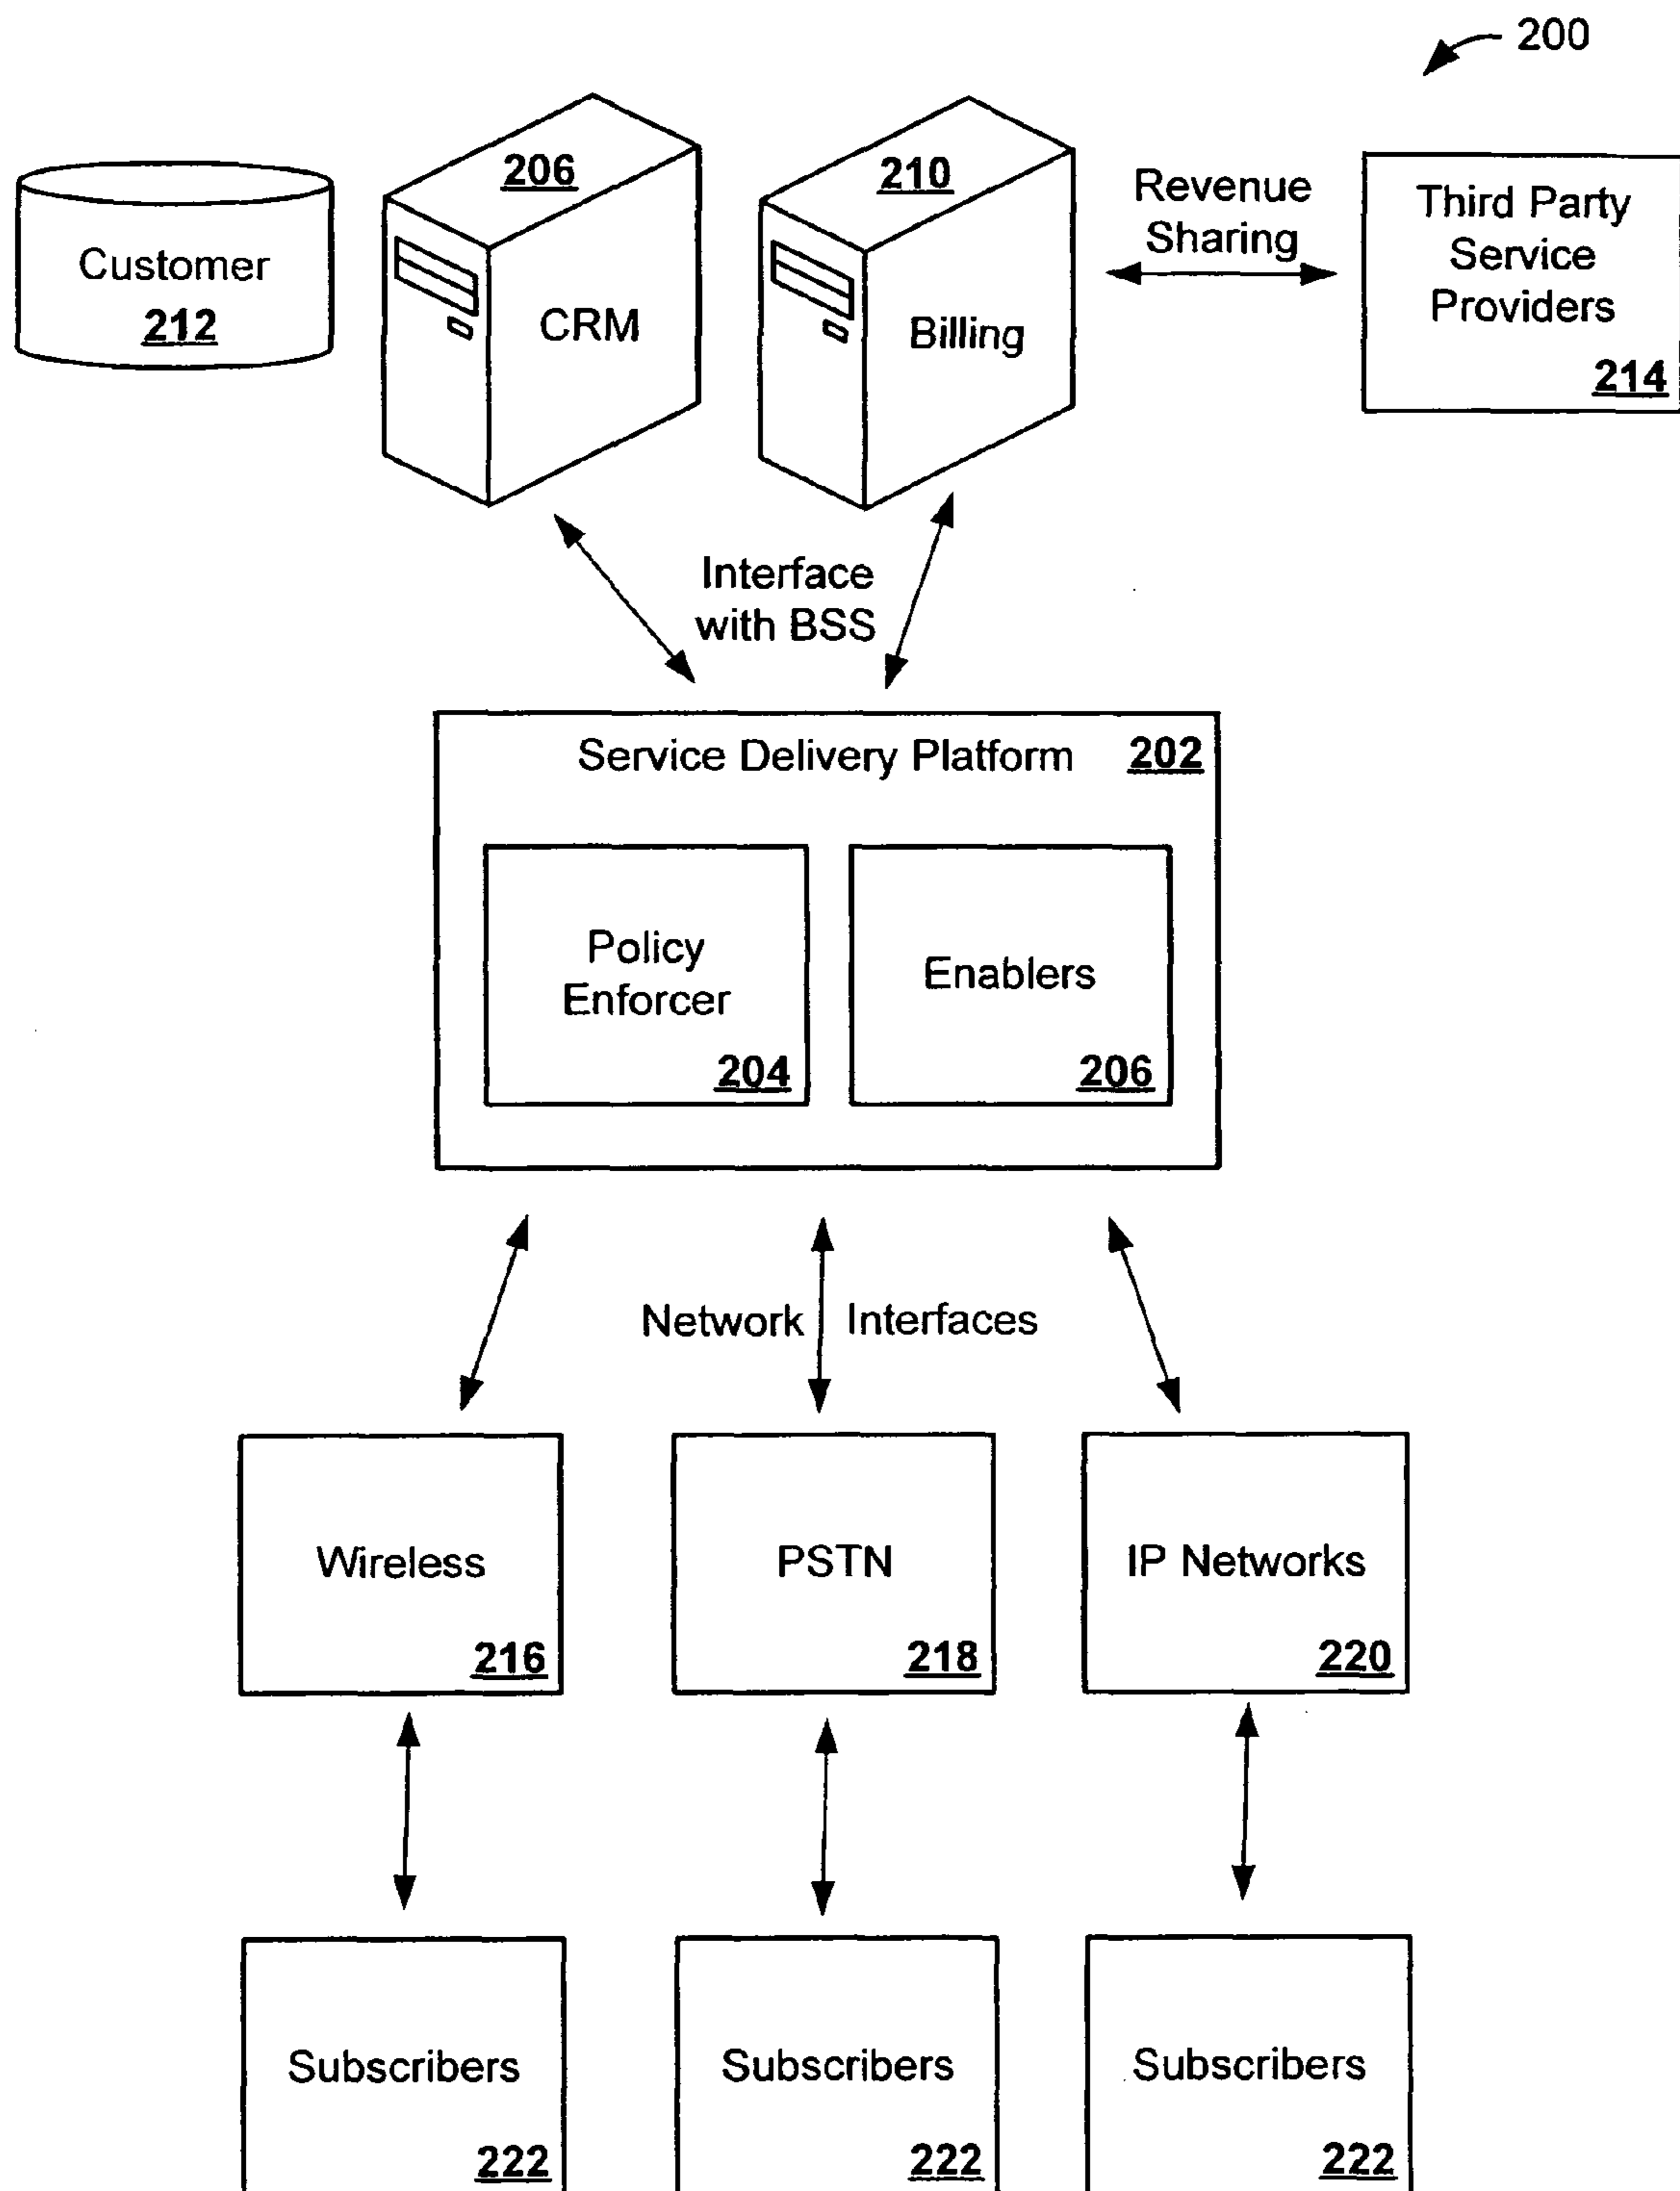 200
Customer
212
206
CRM
210
Billing
Revenue
Sharing
Third Party
Service
Providers
214
Interface
with BSS
Service Delivery Platform 202
Policy
Enforcer
204
Enablers
206
Network Interfaces
Wireless
216
PSTN
218
IP Networks
220
Subscribers
222
Subscribers
222
Subscribers
222